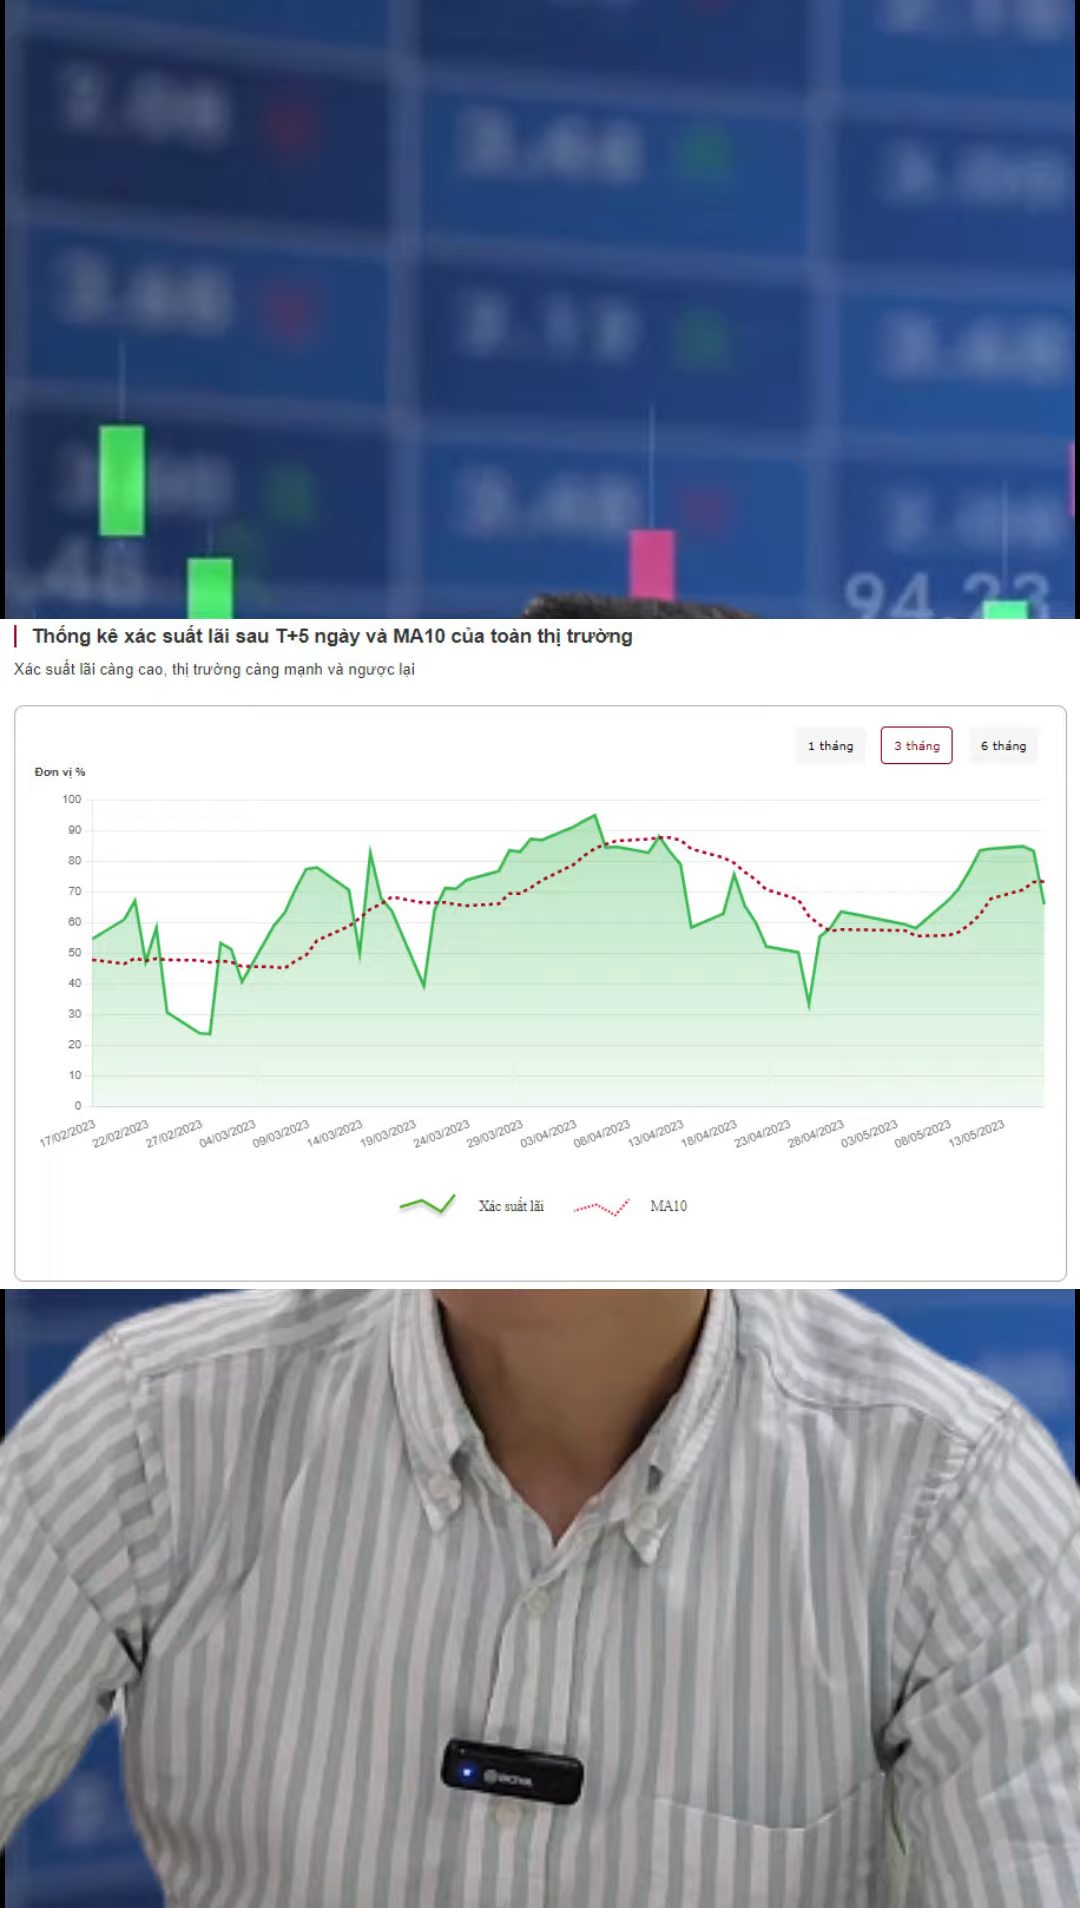 94.23
Thống kê xác suất lãi sau T+5 ngày và MA10 của toàn thị trường
Xác suất lãi càng cao, thị trường càng mạnh và ngược lại
1 tháng 3 tháng 6 tháng
Đơn vị %
100
90
80
70
60
50
40
30
20
10
0
17/02/2023 22/02/2023 27/02/2023 04/03/2023 09/03/2023 14/03/2023 19/03/2023 24/03/2023 29/03/2023 03/04/2023 08/04/2023 13/04/2023 18/04/2023 23/04/2023 28/04/2023 03/05/2023 08/05/2023 13/05/2023
Xác suất lãi MA10